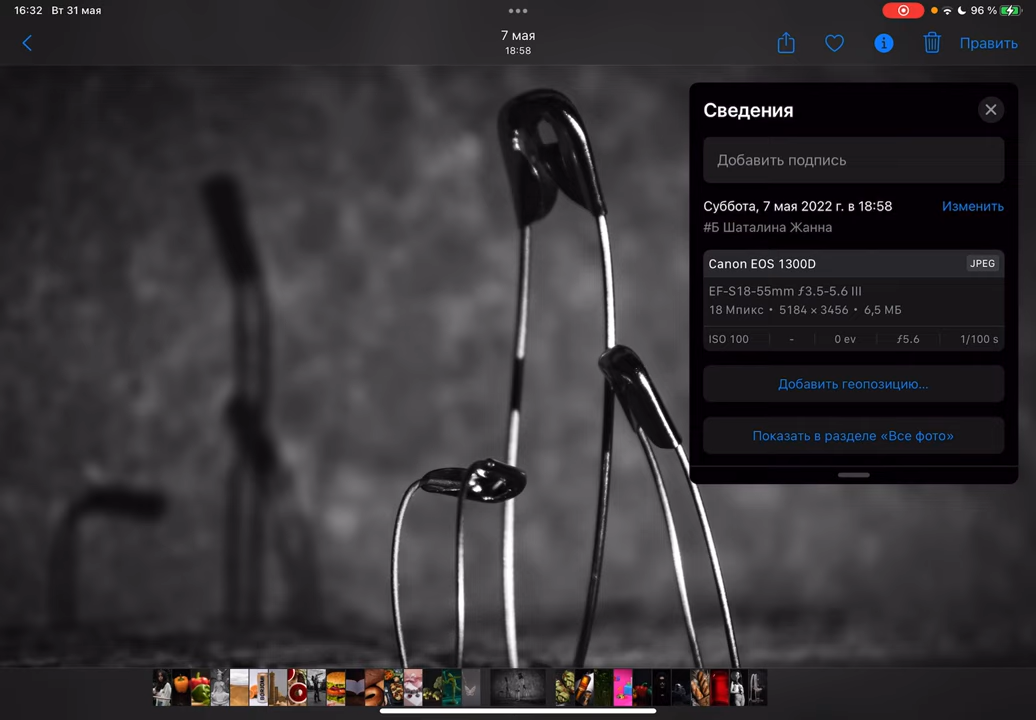 16:32 Вт 31 мая
96 %
7 мая
18:58
Править
Сведения
Добавить подпись
Суббота, 7 мая 2022 г. в 18:58
Изменить
#Б Шаталина Жанна
Canon EOS 1300D
JPEG
EF-S18-55mm ƒ3.5-5.6 III
18 Мпикс • 5184 × 3456 • 6,5 МБ
ISO 100 - 0 ev ƒ5.6 1/100 s
Добавить геопозицию...
Показать в разделе «Все фото»